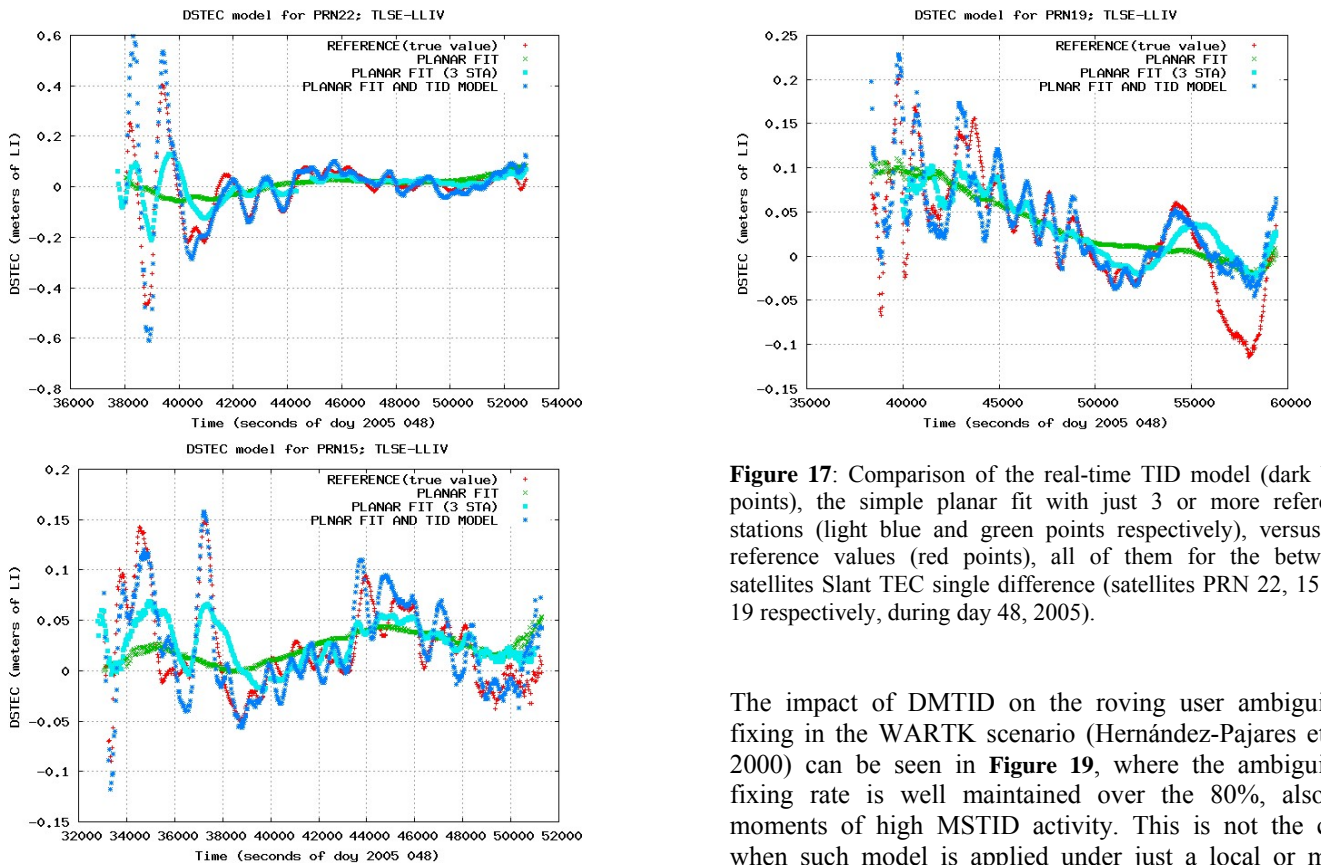 DSTEC model for PRN22; TLSE-LLIV
0.6
0.4
0.2
0
-0.2
-0.4
-0.6
-0.8
DSTEC (meters of LI)
REFERENCE(true value)
PLANAR FIT
PLANAR FIT (3 STA)
PLANAR FIT AND TID MODEL
36000 38000 40000 42000 44000 46000 48000 50000 52000 54000
Time (seconds of doy 2005 048)
DSTEC model for PRN15; TLSE-LLIV
0.2
0.15
0.1
0.05
0
-0.05
-0.1
-0.15
DSTEC (meters of LI)
REFERENCE(true value)
PLANAR FIT
PLANAR FIT (3 STA)
PLNAR FIT AND TID MODEL
32000 34000 36000 38000 40000 42000 44000 46000 48000 50000 52000
Time (seconds of doy 2005 048)
DSTEC model for PRN19; TLSE-LLIV
0.25
0.2
0.15
0.1
0.05
0
-0.05
-0.1
-0.15
DSTEC (meters of LI)
REFERENCE(true value)
PLANAR FIT
PLANAR FIT (3 STA)
PLNAR FIT AND TID MODEL
35000 40000 45000 50000 55000 60000
Time (seconds of doy 2005 048)
Figure 17: Comparison of the real-time TID model (dark
points), the simple planar fit with just 3 or more refere
stations (light blue and green points respectively), versus
reference values (red points), all of them for the betw
satellites Slant TEC single difference (satellites PRN 22, 15
19 respectively, during day 48, 2005).
The impact of DMTID on the roving user ambigui
fixing in the WARTK scenario (Hernández-Pajares et
2000) can be seen in Figure 19, where the ambigui
fixing rate is well maintained over the 80%, also
moments of high MSTID activity. This is not the c
when such model is applied under just a local or m